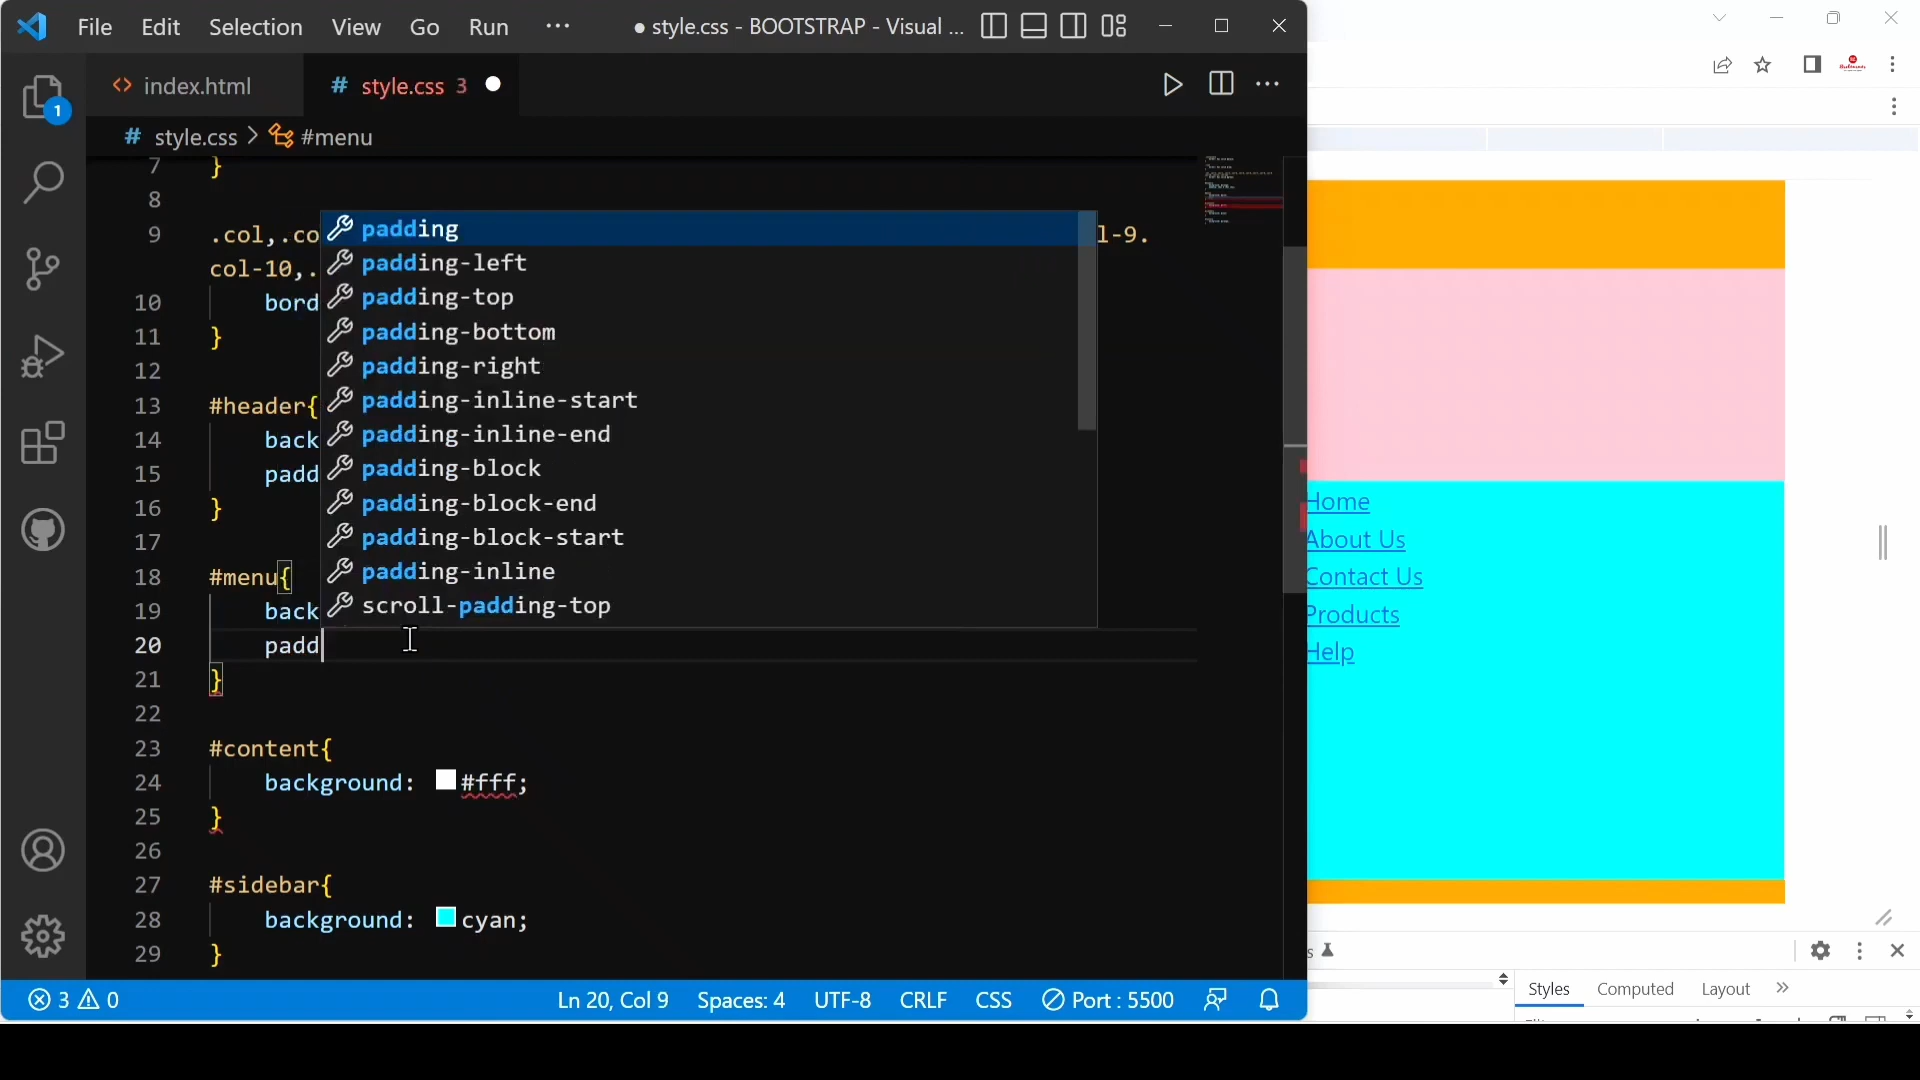 File Edit Selection View Go Run ··· ● style.css - BOOTSTRAP - Visual ...
1
<> index.html # style.css 3 ●
# style.css > #menu
7 }
8
9 .col,.co l-9.
col-10,.
10 bord
11 }
12
13 #header{
14 back
15 padd
16 }
17
18 #menu{
19 back
20 padd
21 }
22
23 #content{
24 background: #fff;
25 }
26
27 #sidebar{
28 background: cyan;
29 }
padding
padding-left
padding-top
padding-bottom
padding-right
padding-inline-start
padding-inline-end
padding-block
padding-block-end
padding-block-start
padding-inline
scroll-padding-top
3 0 Ln 20, Col 9 Spaces: 4 UTF-8 CRLF CSS Port : 5500
Home
About Us
Contact Us
Products
Help
s
Styles Computed Layout »